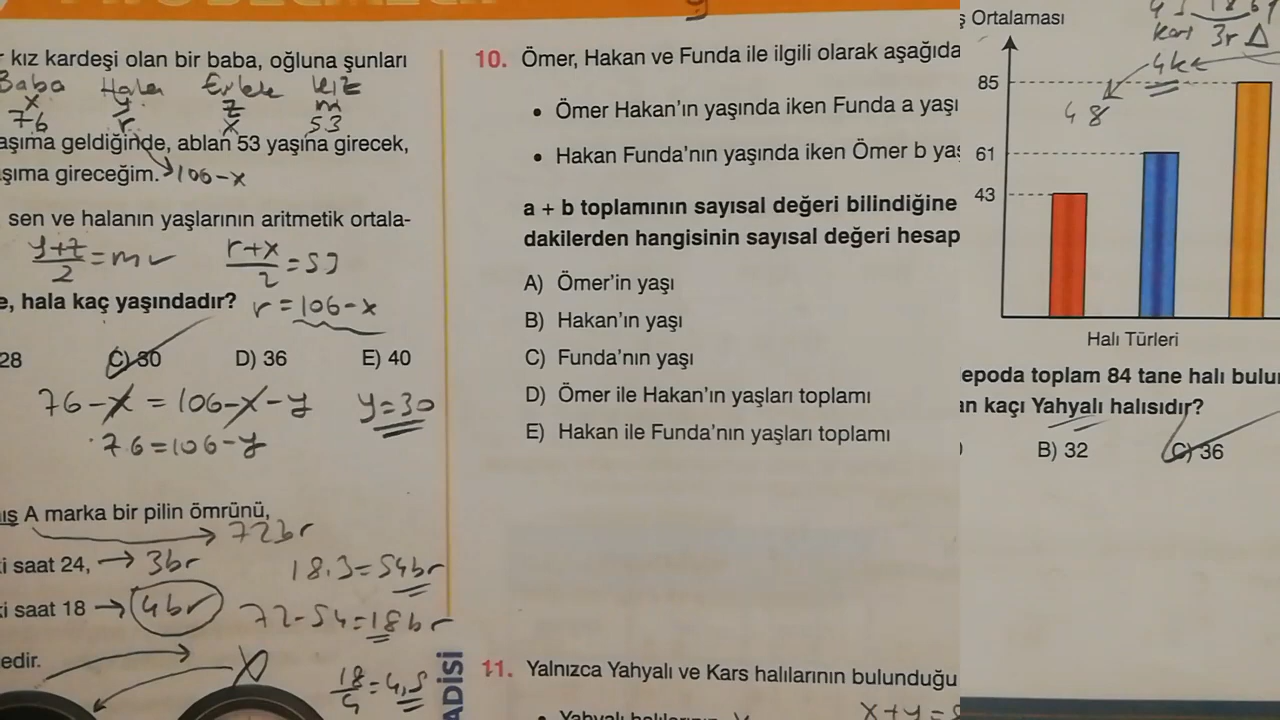 kız kardeşi olan bir baba, oğluna şunları
Baba Hala Erkek kız
x y z m
76 r x 53
aşıma geldiğinde, ablan 53 yaşına girecek,
şıma gireceğim. 106-x
sen ve halanın yaşlarının aritmetik ortala-
y+z/2 = m r+x/2 = 53
e, hala kaç yaşındadır? r = 106-x
28 C) 30 D) 36 E) 40
76-x = 106-x-y y=30
76=106-y
ış A marka bir pilin ömrünü,
72br
i saat 24, → 3br
18.3=54br
i saat 18 → 4br
72-54=18br
edir.
18/4=4,5
ADİSİ
10. Ömer, Hakan ve Funda ile ilgili olarak aşağıda
• Ömer Hakan'ın yaşında iken Funda a yaşı
• Hakan Funda'nın yaşında iken Ömer b yaş
a + b toplamının sayısal değeri bilindiğine
dakilerden hangisinin sayısal değeri hesap
A) Ömer'in yaşı
B) Hakan'ın yaşı
C) Funda'nın yaşı
D) Ömer ile Hakan'ın yaşları toplamı
E) Hakan ile Funda'nın yaşları toplamı
11. Yalnızca Yahyalı ve Kars halılarının bulunduğu
x+y=
ş Ortalaması
85
48
61
43
Halı Türleri
epoda toplam 84 tane halı bulu
an kaçı Yahyalı halısıdır?
B) 32 C) 36